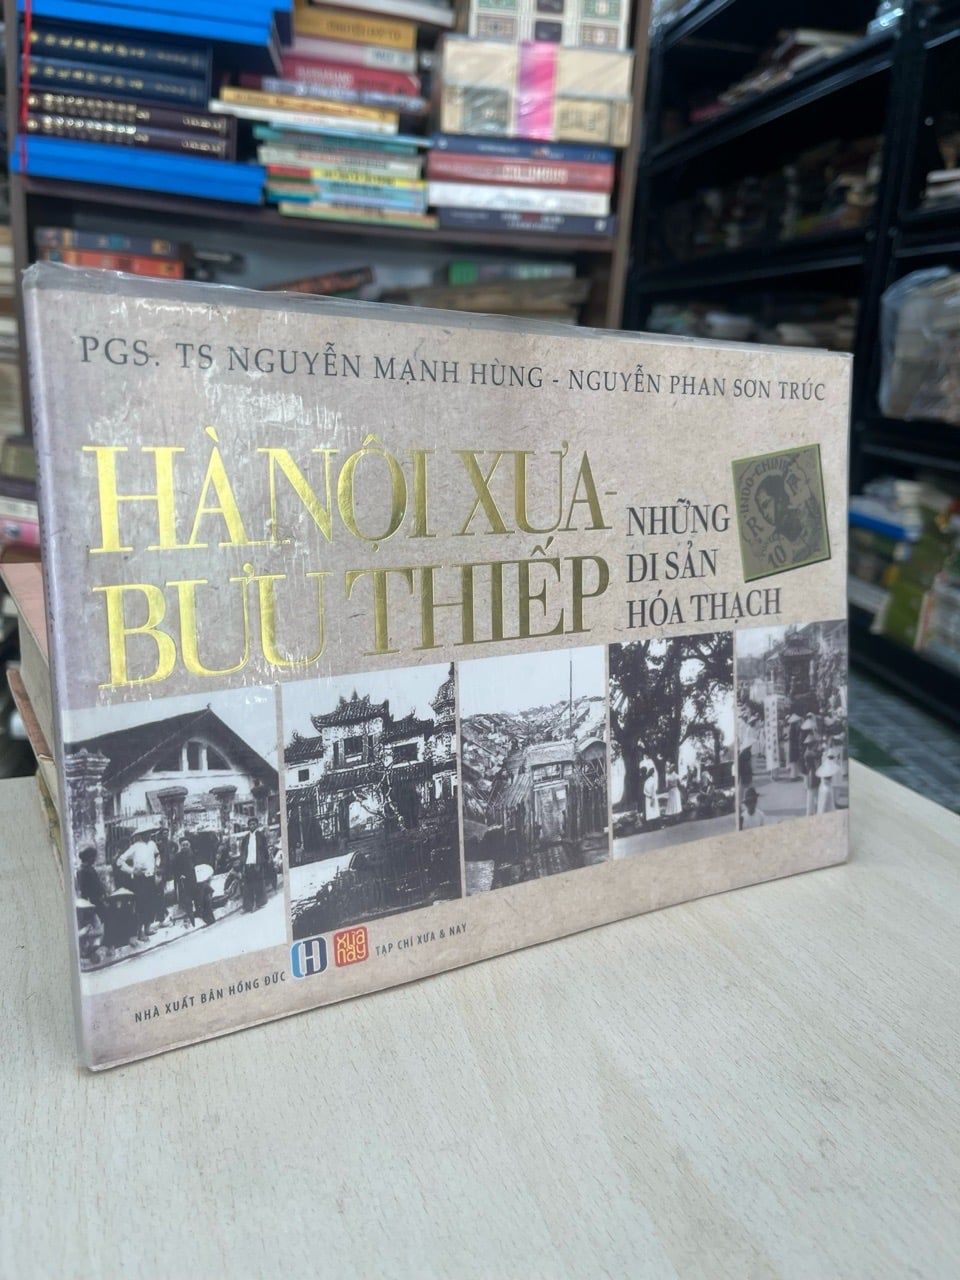 PGS. TS NGUYỄN MẠNH HÙNG - NGUYỄN PHAN SƠN TRÚC
HÀ NỘI XƯA-
BƯU THIẾP
NHỮNG
DI SẢN
HÓA THẠCH
INDO-CHINE
R F
10
NHÀ XUẤT BẢN HỒNG ĐỨC
xưa
nay
TẠP CHÍ XƯA & NAY